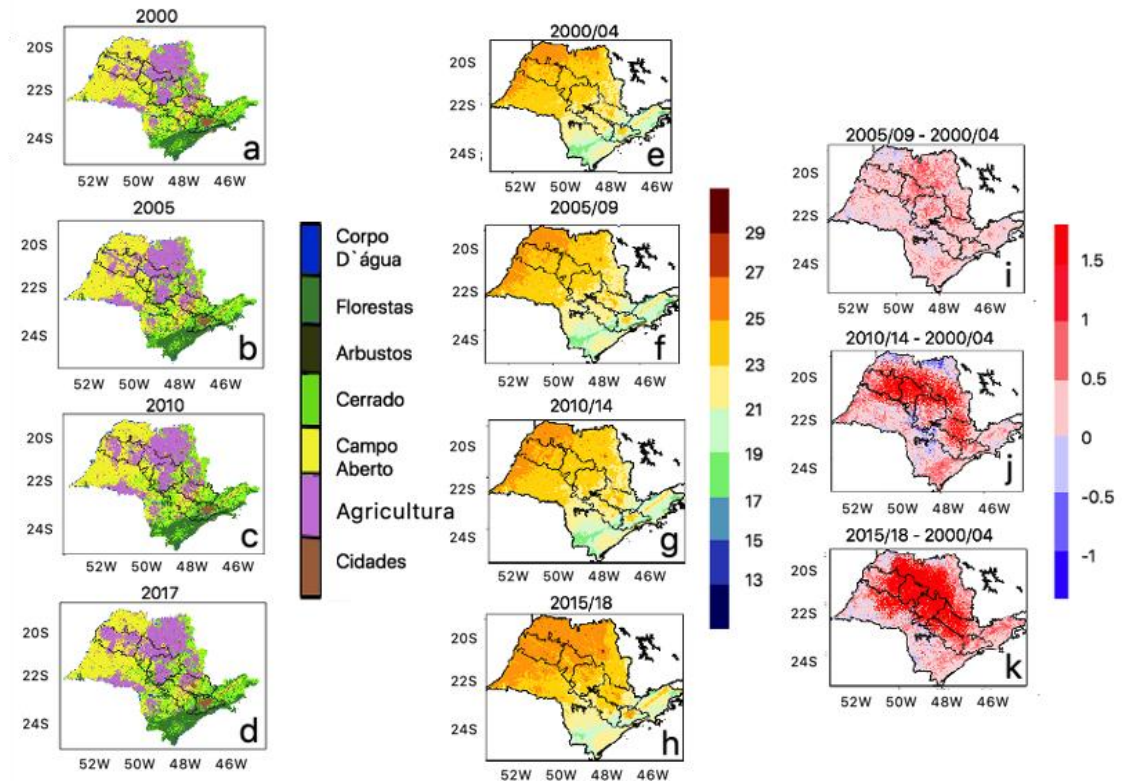 2000
20S
22S
24S
a
52W 50W 48W 46W
2005
20S
22S
24S
b
52W 50W 48W 46W
2010
20S
22S
24S
c
52W 50W 48W 46W
2017
20S
22S
24S
d
52W 50W 48W 46W
Corpo
D`água
Florestas
Arbustos
Cerrado
Campo
Aberto
Agricultura
Cidades
2000/04
20S
22S
24S
e
52W 50W 48W 46W
2005/09
20S
22S
24S
f
52W 50W 48W 46W
2010/14
20S
22S
24S
g
52W 50W 48W 46W
2015/18
20S
22S
24S
h
52W 50W 48W 46W
29
27
25
23
21
19
17
15
13
2005/09 - 2000/04
20S
22S
24S
i
52W 50W 48W 46W
2010/14 - 2000/04
20S
22S
24S
j
52W 50W 48W 46W
2015/18 - 2000/04
20S
22S
24S
k
52W 50W 48W 46W
1.5
1
0.5
0
-0.5
-1